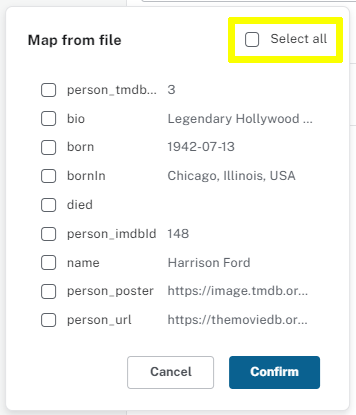 Map from file
Select all
person_tmdb... 3
bio Legendary Hollywood ...
born 1942-07-13
bornIn Chicago, Illinois, USA
died
person_imdbId 148
name Harrison Ford
person_poster https://image.tmdb.or...
person_url https://themoviedb.or...
Cancel Confirm